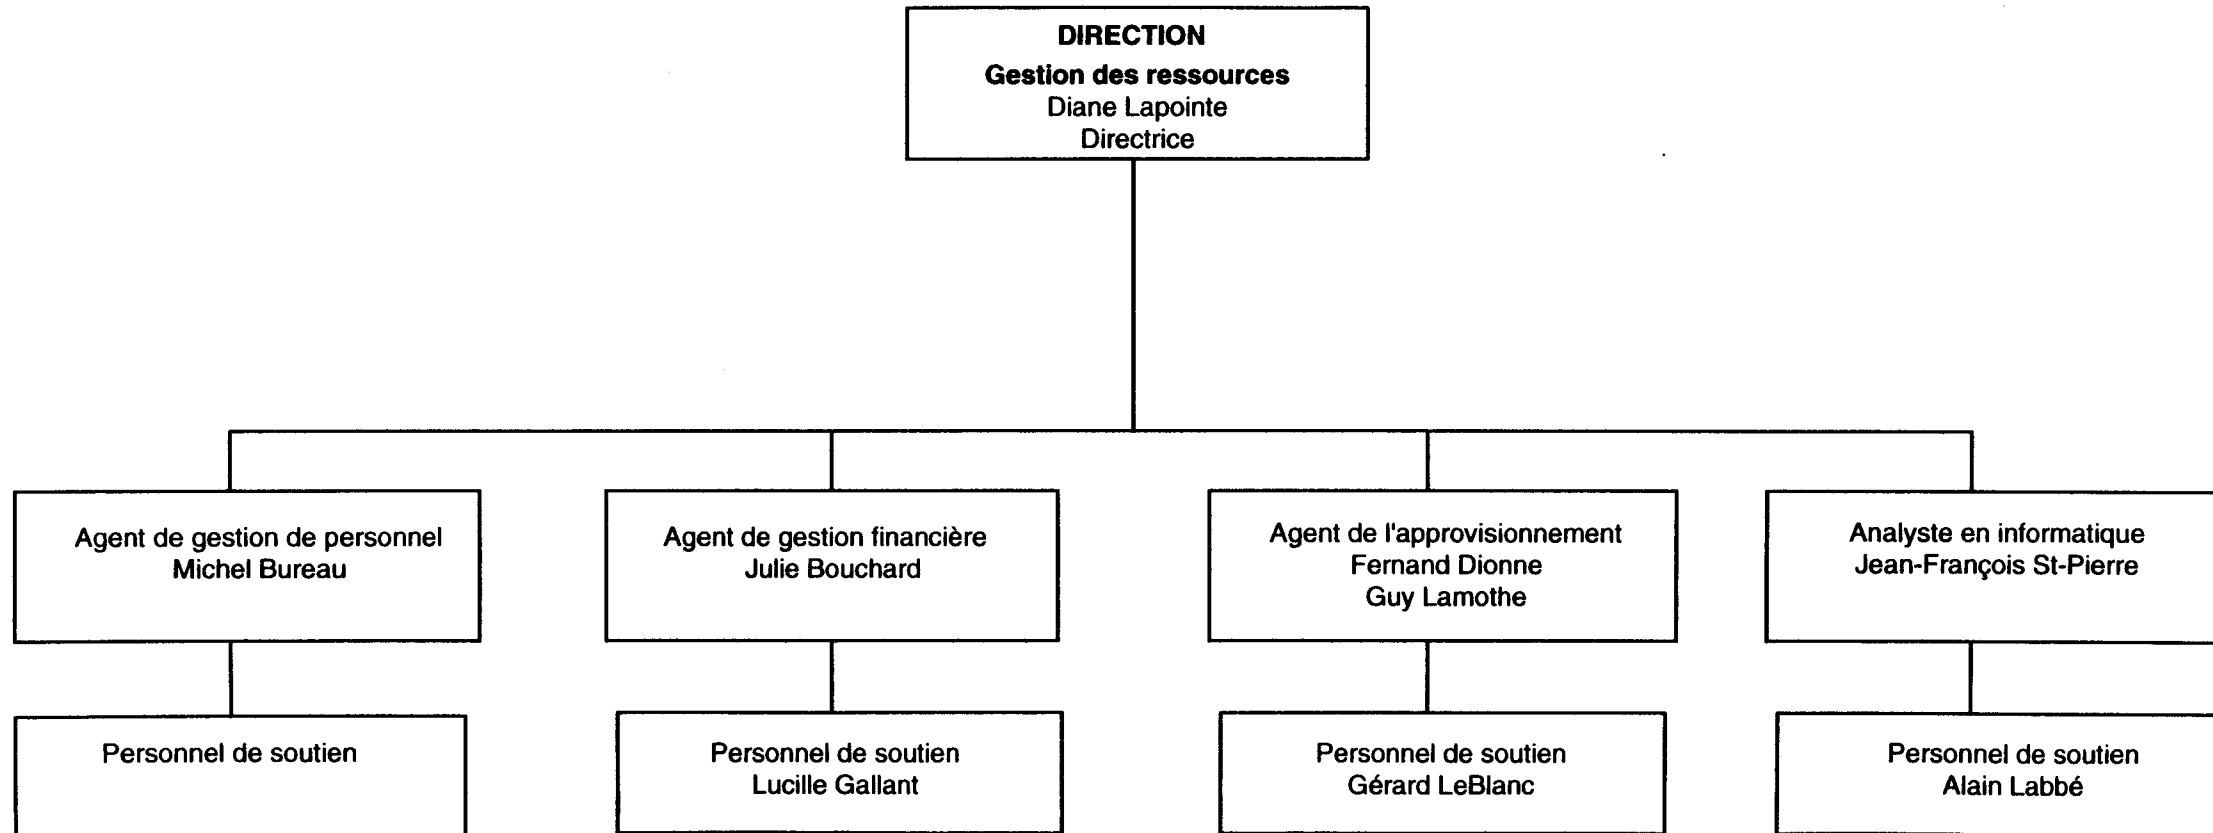 DIRECTION
Gestion des ressources
Diane Lapointe
Directrice
Agent de gestion de personnel
Michel Bureau
Agent de gestion financière
Julie Bouchard
Agent de l'approvisionnement
Fernand Dionne
Guy Lamothe
Analyste en informatique
Jean-François St-Pierre
Personnel de soutien
Personnel de soutien
Lucille Gallant
Personnel de soutien
Gérard LeBlanc
Personnel de soutien
Alain Labbé